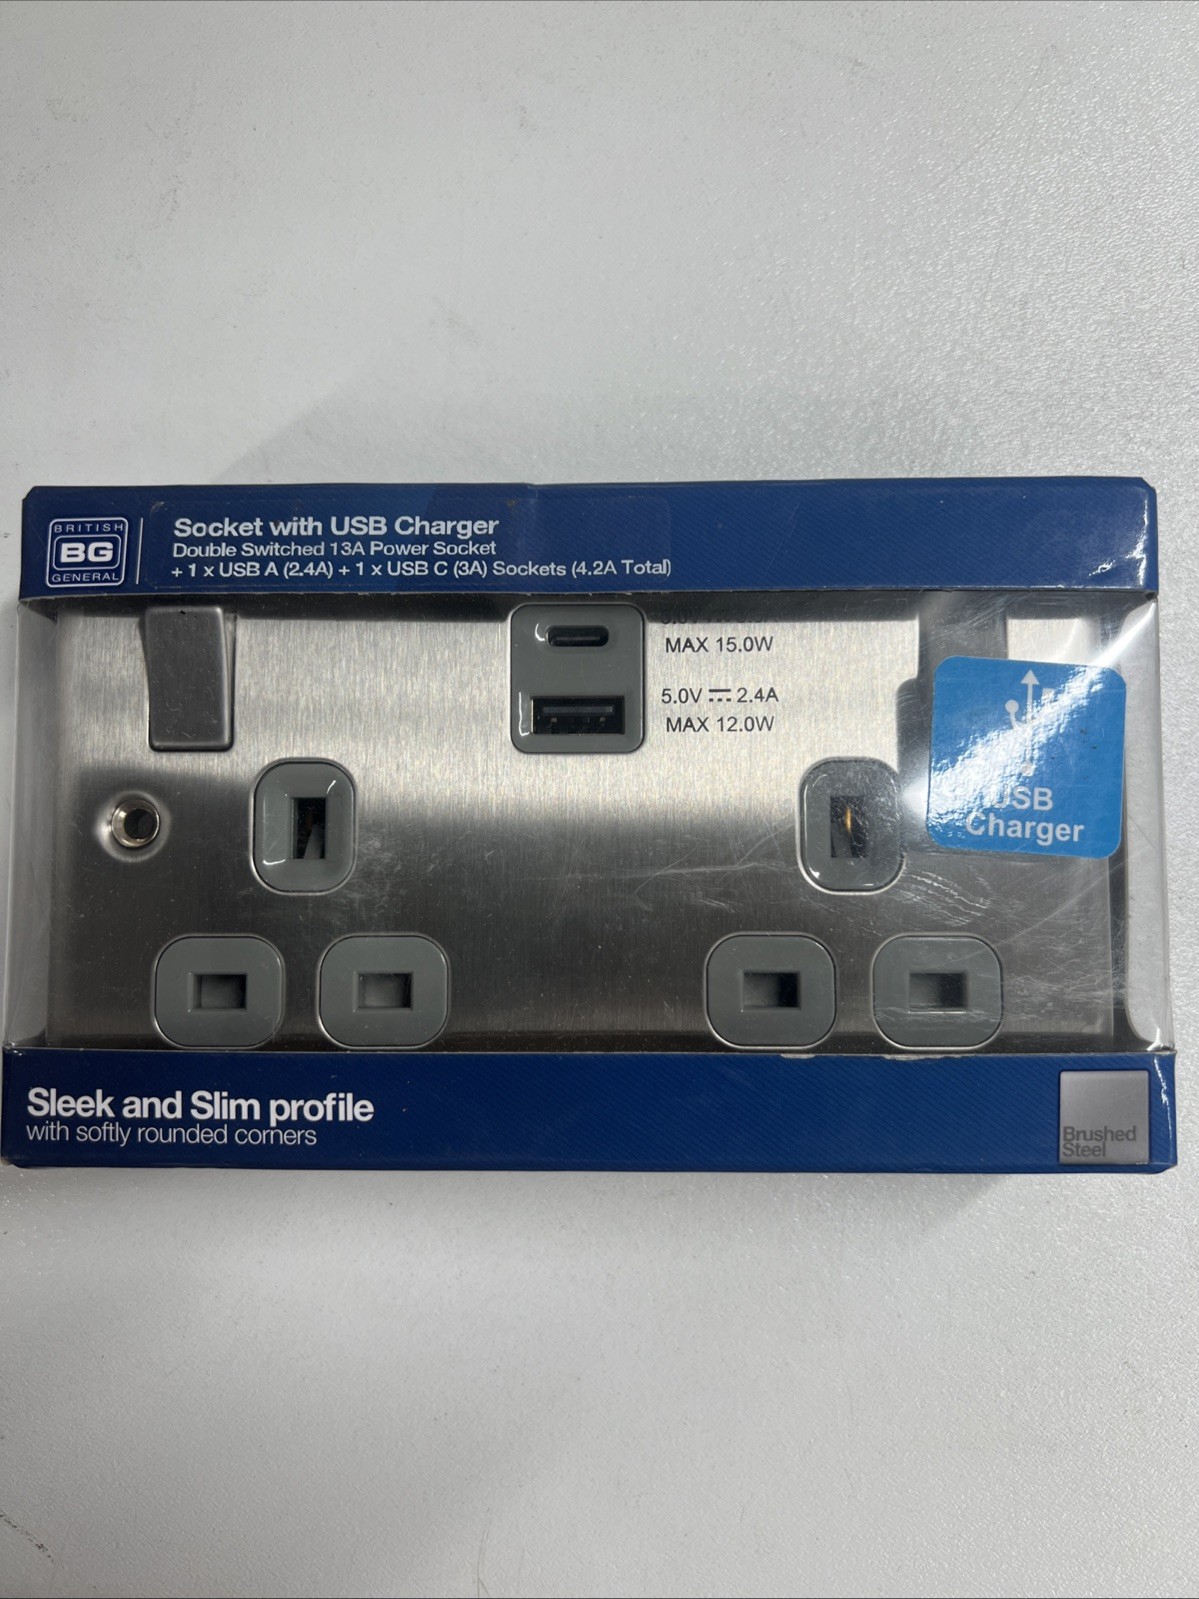 BRITISH
BG
GENERAL
Socket with USB Charger
Double Switched 13A Power Socket
+ 1 x USB A (2.4A) + 1 x USB C (3A) Sockets (4.2A Total)
MAX 15.0W
5.0V ⎓ 2.4A
MAX 12.0W
USB
Charger
Sleek and Slim profile
with softly rounded corners
Brushed
Steel